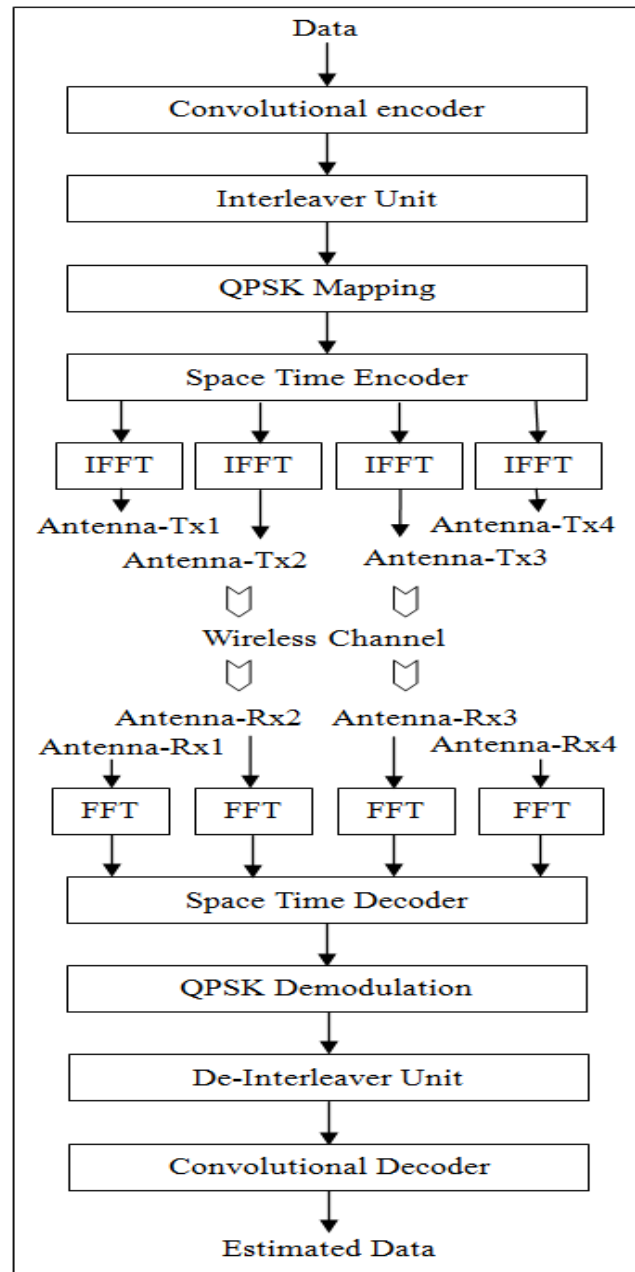 Data
Convolutional encoder
Interleaver Unit
QPSK Mapping
Space Time Encoder
IFFT IFFT IFFT IFFT
Antenna-Tx1 Antenna-Tx4
Antenna-Tx2 Antenna-Tx3
Wireless Channel
Antenna-Rx2 Antenna-Rx3
Antenna-Rx1 Antenna-Rx4
FFT FFT FFT FFT
Space Time Decoder
QPSK Demodulation
De-Interleaver Unit
Convolutional Decoder
Estimated Data